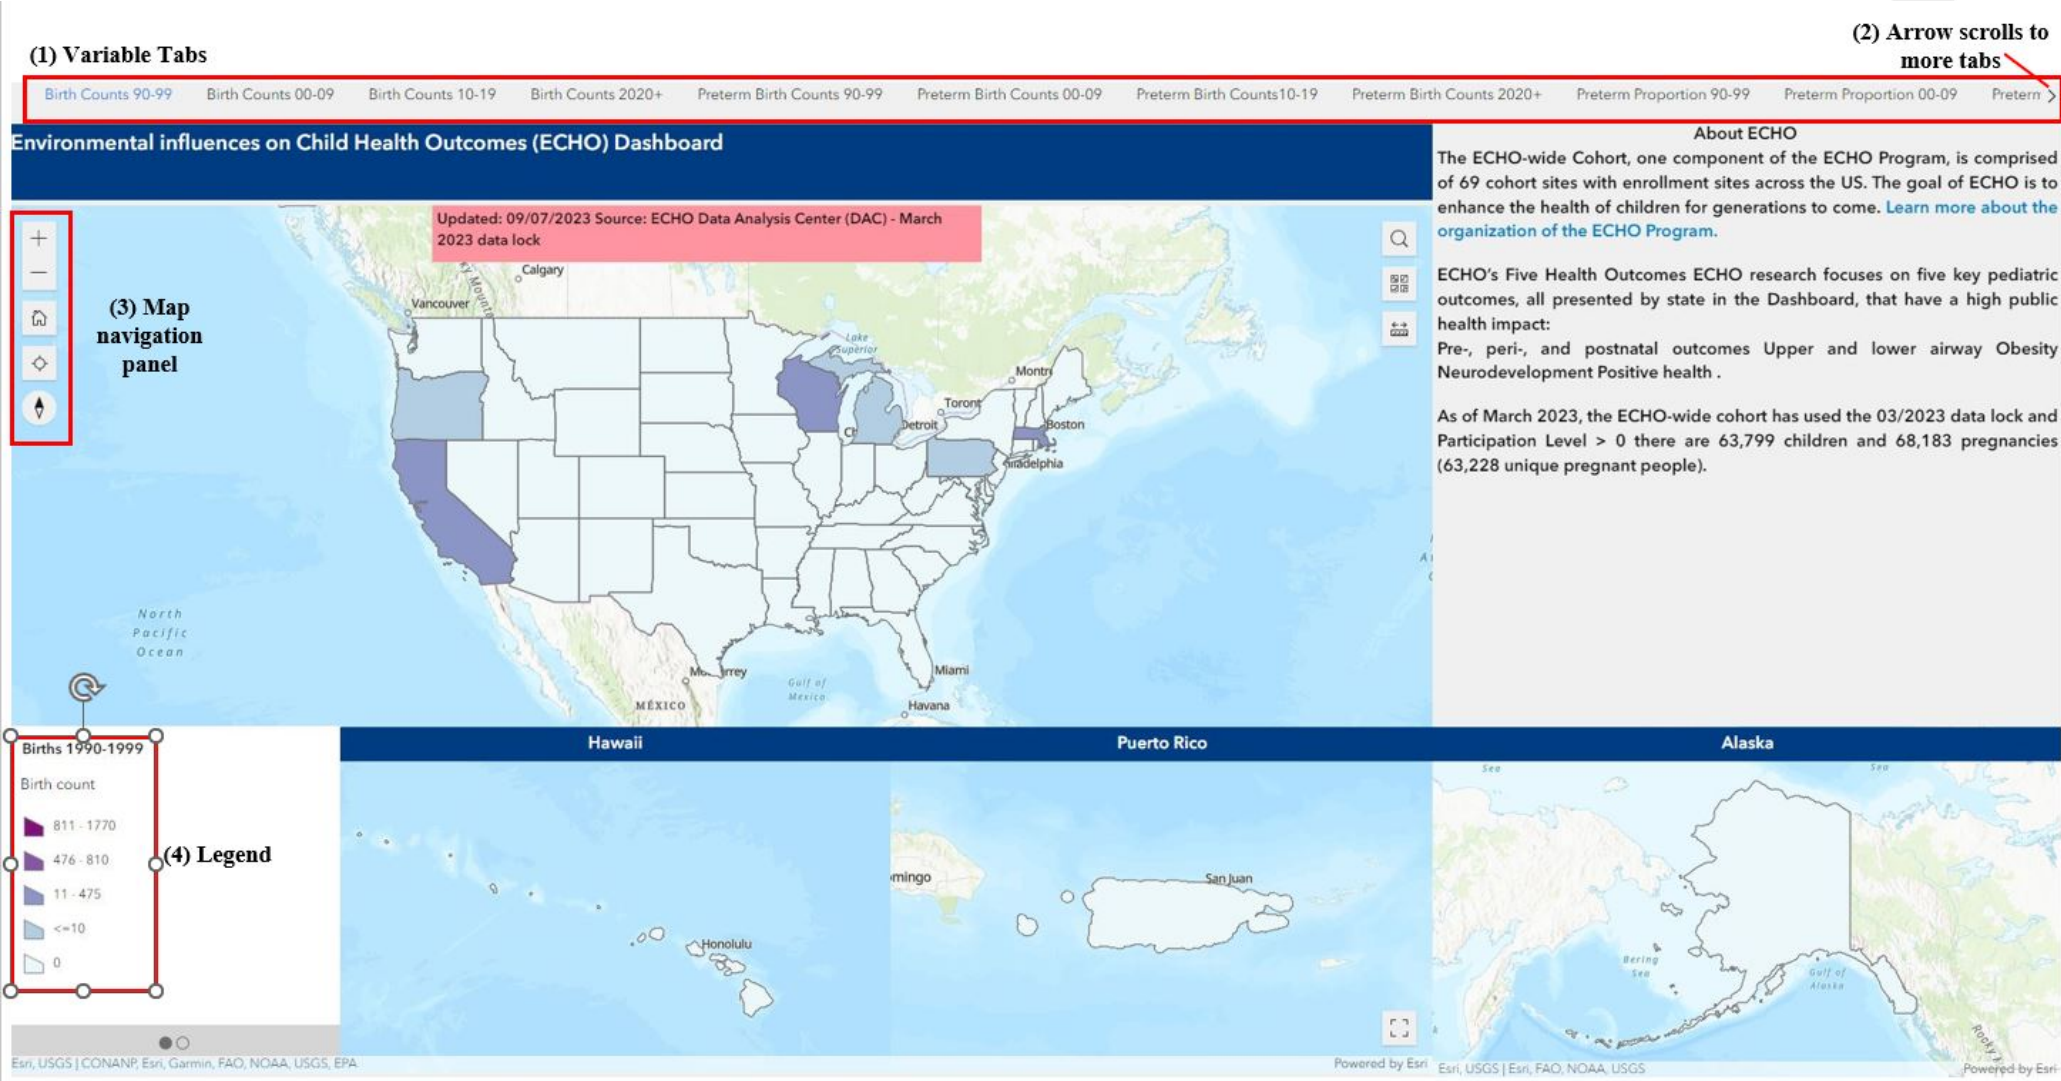 (1) Variable Tabs
(2) Arrow scrolls to
more tabs
Birth Counts 90-99
Birth Counts 00-09
Birth Counts 10-19
Birth Counts 2020+
Preterm Birth Counts 90-99
Preterm Birth Counts 00-09
Preterm Birth Counts10-19
Preterm Birth Counts 2020+
Preterm Proportion 90-99
Preterm Proportion 00-09
Preterm
Environmental influences on Child Health Outcomes (ECHO) Dashboard
Updated: 09/07/2023 Source: ECHO Data Analysis Center (DAC) - March
2023 data lock
(3) Map
navigation
panel
Calgary
Vancouver
Lake
Superior
Montr
Toront
Detroit
Boston
North
Pacific
Ocean
Gulf of
Mexico
Miami
MÉXICO
Havana
About ECHO
The ECHO-wide Cohort, one component of the ECHO Program, is comprised
of 69 cohort sites with enrollment sites across the US. The goal of ECHO is to
enhance the health of children for generations to come. Learn more about the
organization of the ECHO Program.
ECHO's Five Health Outcomes ECHO research focuses on five key pediatric
outcomes, all presented by state in the Dashboard, that have a high public
health impact:
Pre-, peri-, and postnatal outcomes Upper and lower airway Obesity
Neurodevelopment Positive health .
As of March 2023, the ECHO-wide cohort has used the 03/2023 data lock and
Participation Level > 0 there are 63,799 children and 68,183 pregnancies
(63,228 unique pregnant people).
Births 1990-1999
Birth count
811 - 1770
476 - 810
11 - 475
<=10
0
(4) Legend
Hawaii
Honolulu
Puerto Rico
mingo
San Juan
Alaska
Sea
Sea
Bering
Sea
Gulf of
Alaska
Rocky
Esri, USGS | CONANP, Esri, Garmin, FAO, NOAA, USGS, EPA
Powered by Esri
Esri, USGS | Esri, FAO, NOAA, USGS
Powered by Esri